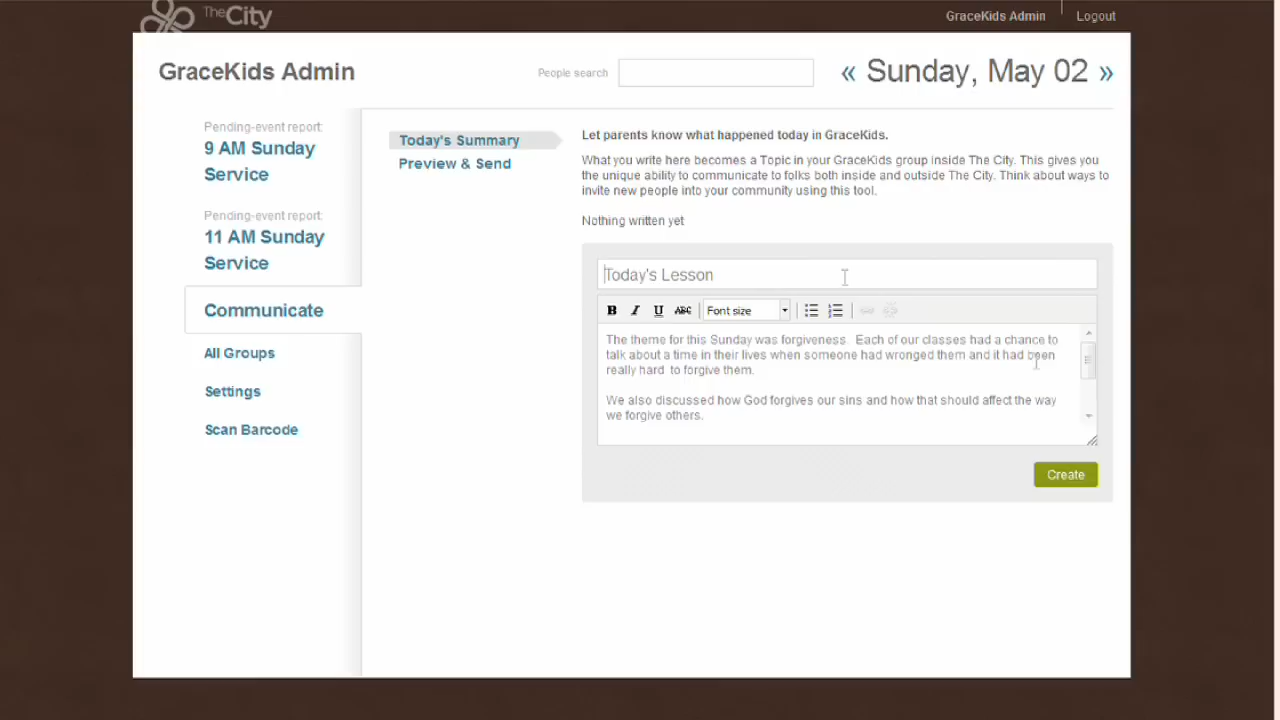 TheCity
GraceKids Admin
Logout
GraceKids Admin
People search
« Sunday, May 02 »
Pending-event report:
9 AM Sunday
Service
Pending-event report:
11 AM Sunday
Service
Communicate
All Groups
Settings
Scan Barcode
Today's Summary
Preview & Send
Let parents know what happened today in GraceKids.
What you write here becomes a Topic in your GraceKids group inside The City. This gives you
the unique ability to communicate to folks both inside and outside The City. Think about ways to
invite new people into your community using this tool.
Nothing written yet
Today's Lesson
B I U ABC Font size
The theme for this Sunday was forgiveness. Each of our classes had a chance to
talk about a time in their lives when someone had wronged them and it had been
really hard to forgive them.
We also discussed how God forgives our sins and how that should affect the way
we forgive others.
Create